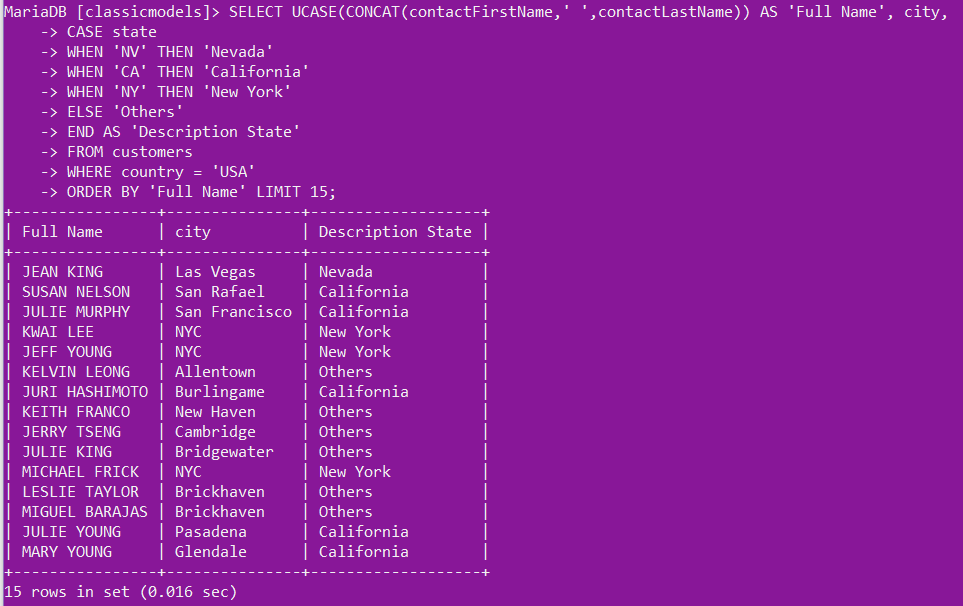 MariaDB [classicmodels]> SELECT UCASE(CONCAT(contactFirstName,' ',contactLastName)) AS 'Full Name', city,
    -> CASE state
    -> WHEN 'NV' THEN 'Nevada'
    -> WHEN 'CA' THEN 'California'
    -> WHEN 'NY' THEN 'New York'
    -> ELSE 'Others'
    -> END AS 'Description State'
    -> FROM customers
    -> WHERE country = 'USA'
    -> ORDER BY 'Full Name' LIMIT 15;
+----------------+---------------+-------------------+
| Full Name      | city          | Description State |
+----------------+---------------+-------------------+
| JEAN KING      | Las Vegas     | Nevada            |
| SUSAN NELSON   | San Rafael    | California        |
| JULIE MURPHY   | San Francisco | California        |
| KWAI LEE       | NYC           | New York          |
| JEFF YOUNG     | NYC           | New York          |
| KELVIN LEONG   | Allentown     | Others            |
| JURI HASHIMOTO | Burlingame    | California        |
| KEITH FRANCO   | New Haven     | Others            |
| JERRY TSENG    | Cambridge     | Others            |
| JULIE KING     | Bridgewater   | Others            |
| MICHAEL FRICK  | NYC           | New York          |
| LESLIE TAYLOR  | Brickhaven    | Others            |
| MIGUEL BARAJAS | Brickhaven    | Others            |
| JULIE YOUNG    | Pasadena      | California        |
| MARY YOUNG     | Glendale      | California        |
+----------------+---------------+-------------------+
15 rows in set (0.016 sec)